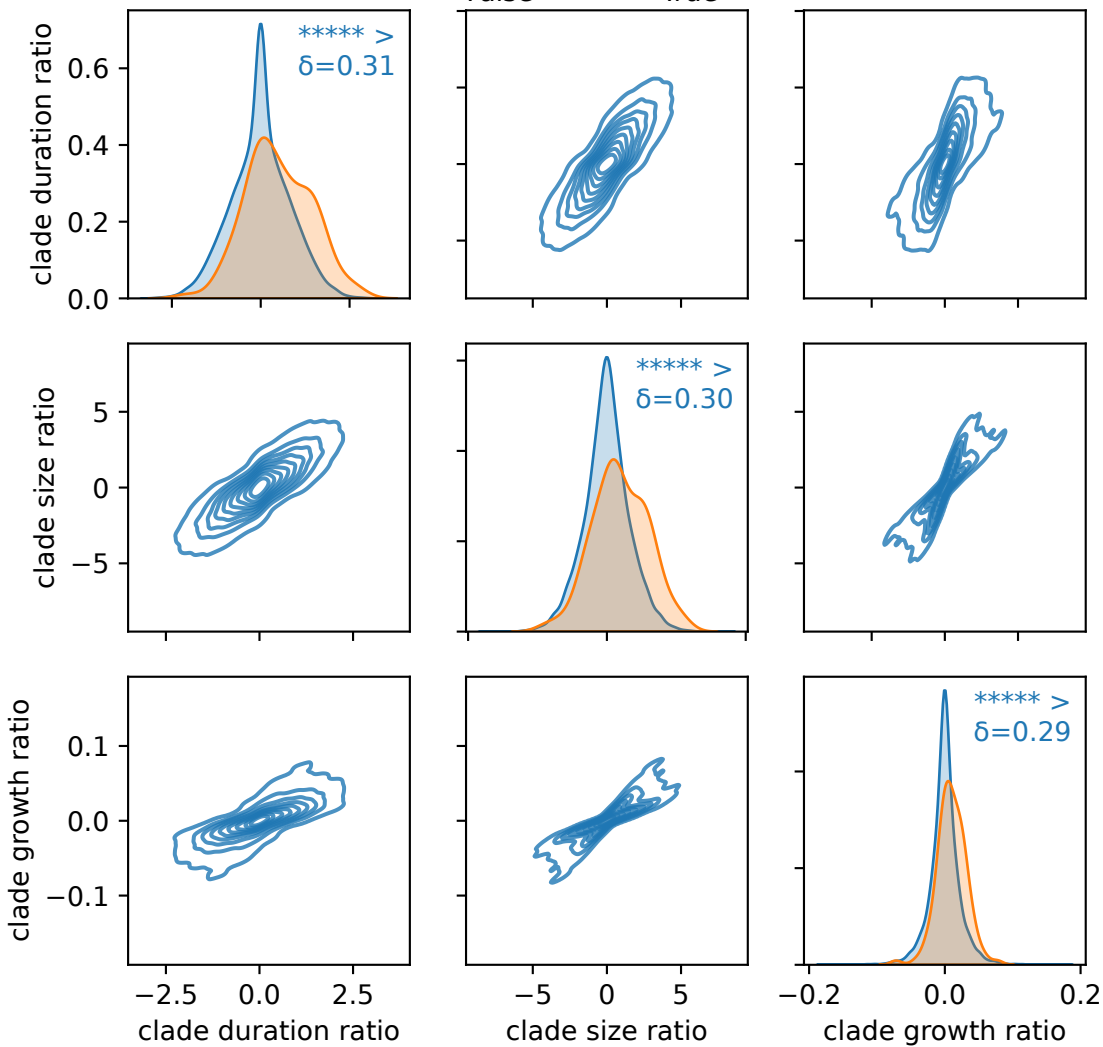 False True
clade duration ratio
0.6
0.4
0.2
0.0
***** >
δ=0.31
clade size ratio
5
0
−5
***** >
δ=0.30
clade growth ratio
0.1
0.0
−0.1
***** >
δ=0.29
−2.5 0.0 2.5
−5 0 5
−0.2 0.0 0.2
clade duration ratio
clade size ratio
clade growth ratio